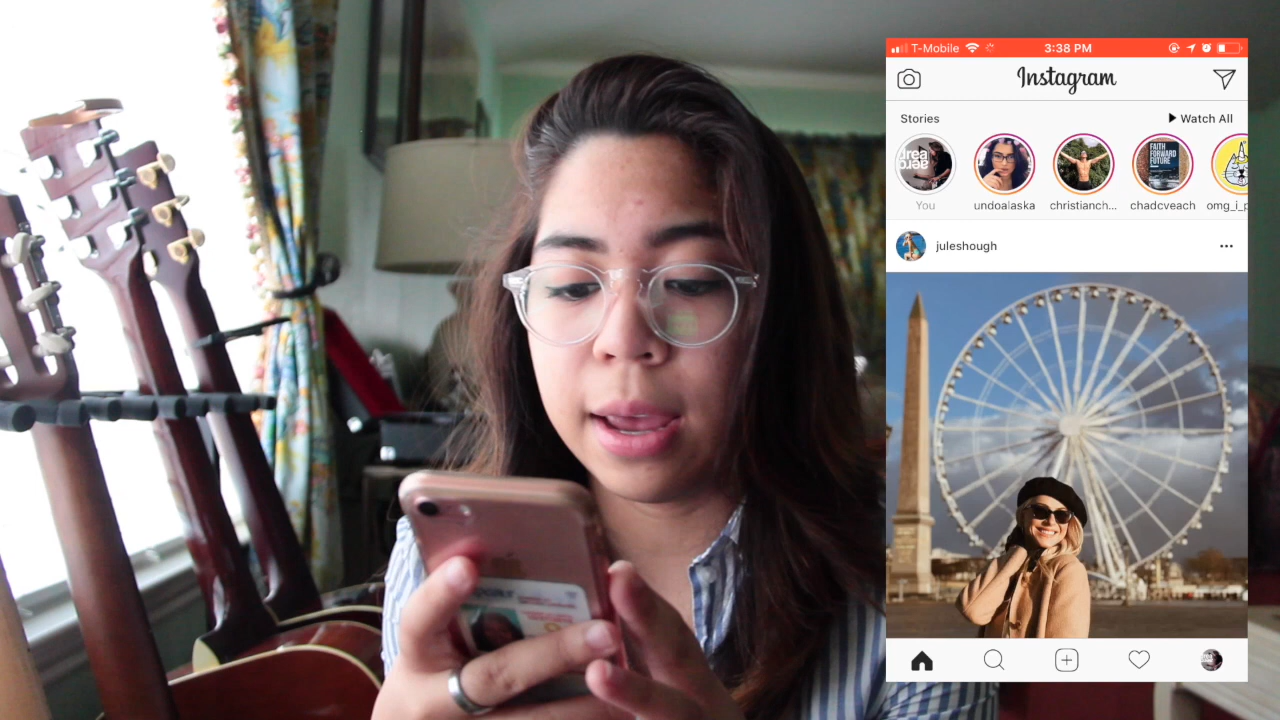 T-Mobile 3:38 PM
Instagram
Stories Watch All
FAITH
FORWARD
FUTURE
You undoalaska christianch... chadcveach omg_i_p
juleshough